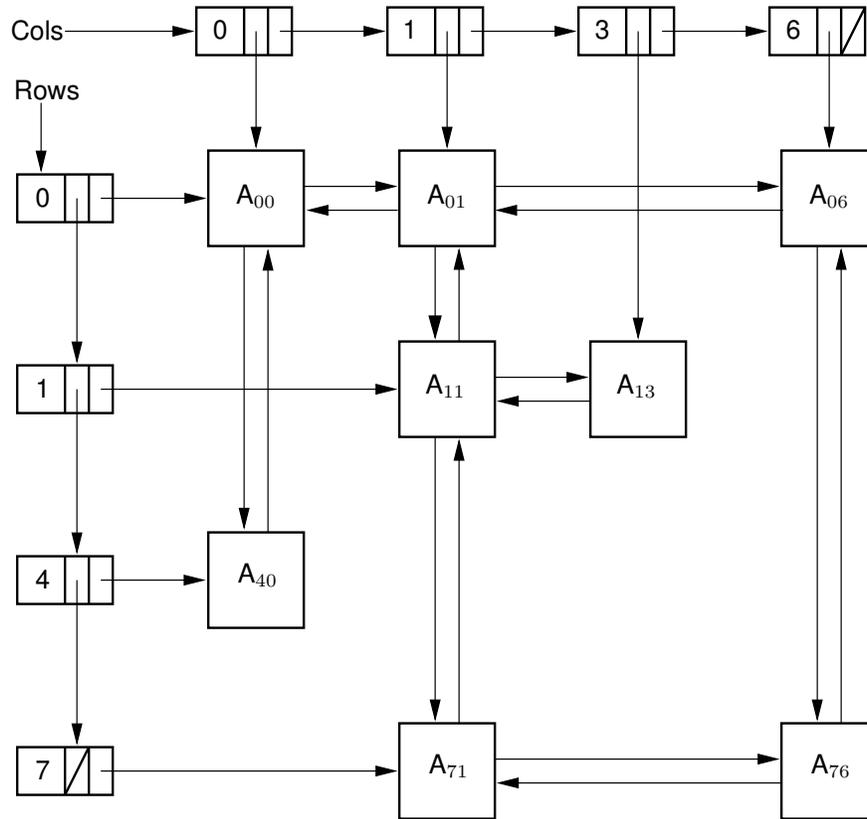 Cols 0 1 3 6
Rows
0 A₀₀ A₀₁ A₀₆
1 A₁₁ A₁₃
4 A₄₀
7 A₇₁ A₇₆